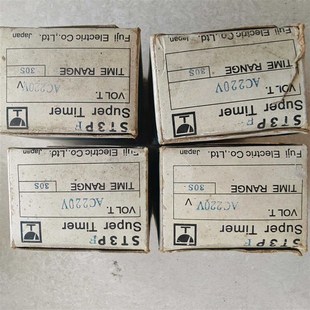 ST3PF
Super Timer
VOLT. AC220V
TIME RANGE 30S
Fuji Electric Co.,Ltd. Japan
ST3PF
Super Timer
VOLT. AC220V
TIME RANGE 30S
Fuji Electric Co.,Ltd. Japan
ST3PF
Super Timer
VOLT. AC220V
TIME RANGE 30S
Fuji Electric Co.,Ltd.
Japan
ST3PF
Super Timer
VOLT. AC220V
TIME RANGE 30S
Fuji Electric Co.,Ltd.
Japan